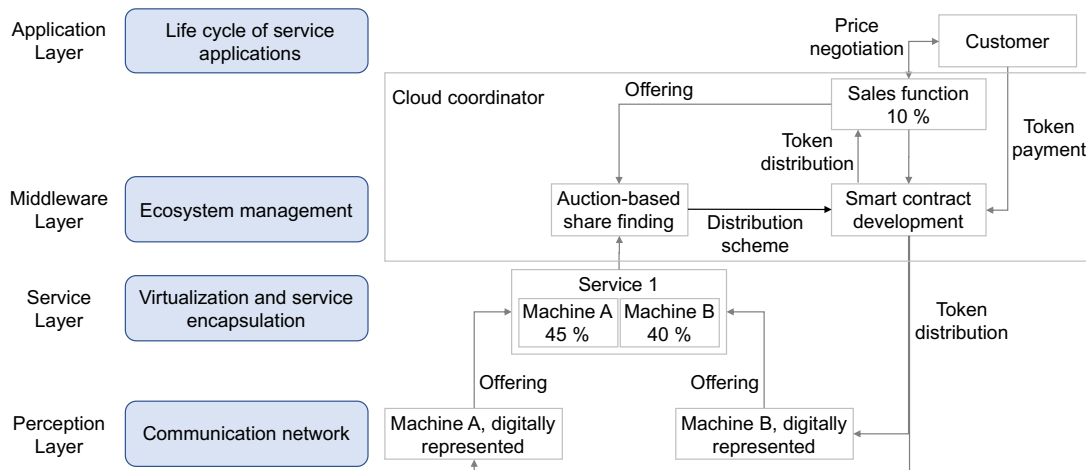 Application
Layer
Life cycle of service
applications
Price
negotiation
Customer
Cloud coordinator
Offering
Sales function
10 %
Token
distribution
Token
payment
Middleware
Layer
Ecosystem management
Auction-based
share finding
Distribution
scheme
Smart contract
development
Service
Layer
Virtualization and service
encapsulation
Service 1
Machine A
45 %
Machine B
40 %
Token
distribution
Offering
Offering
Perception
Layer
Communication network
Machine A, digitally
represented
Machine B, digitally
represented